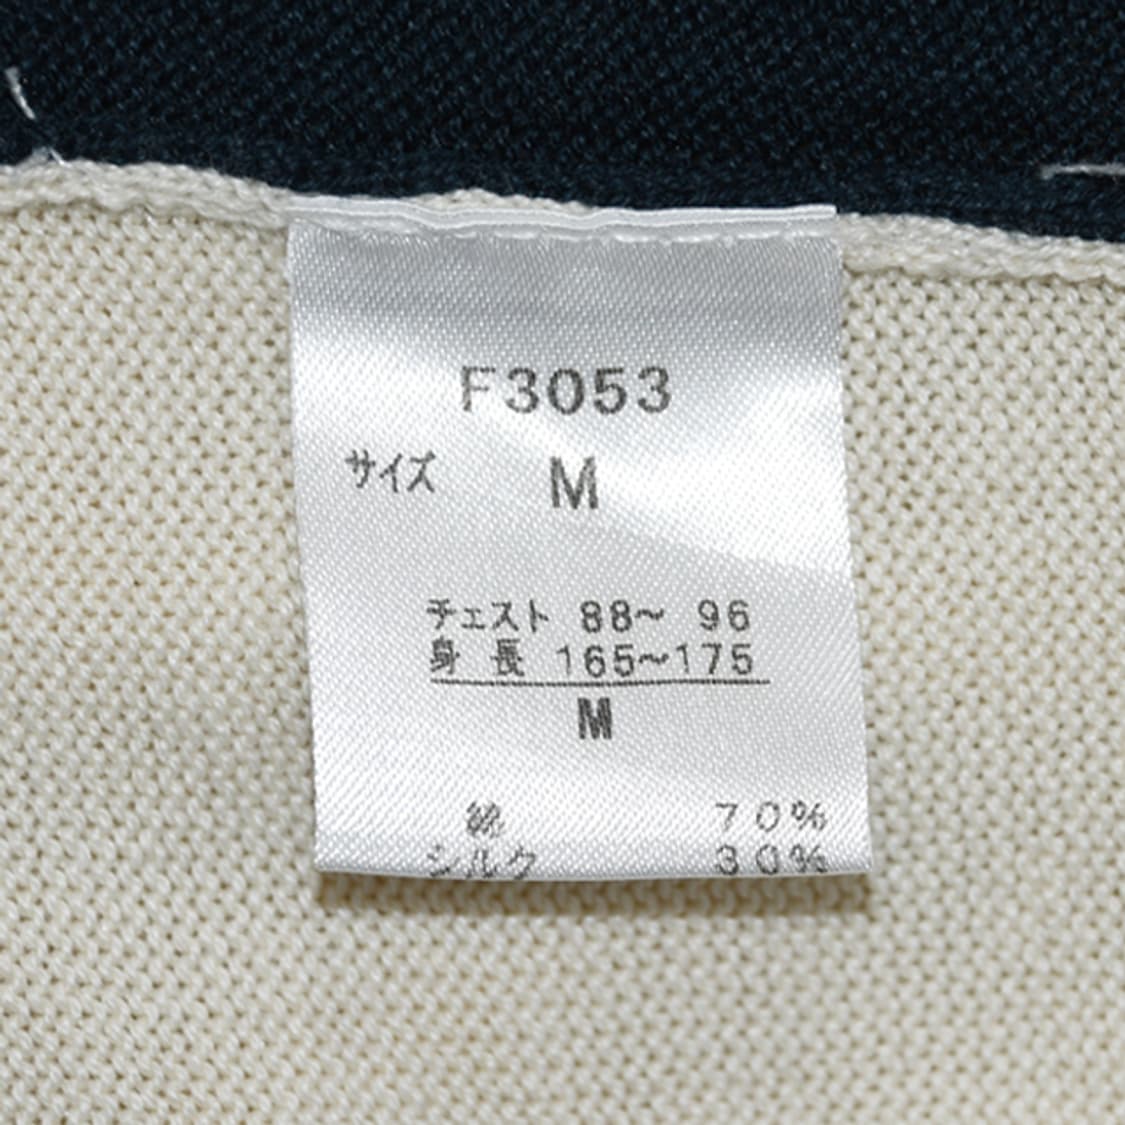 F3053
サイズ M
チェスト 88〜 96
身 長 165〜175
M
綿 70%
シルク 30%